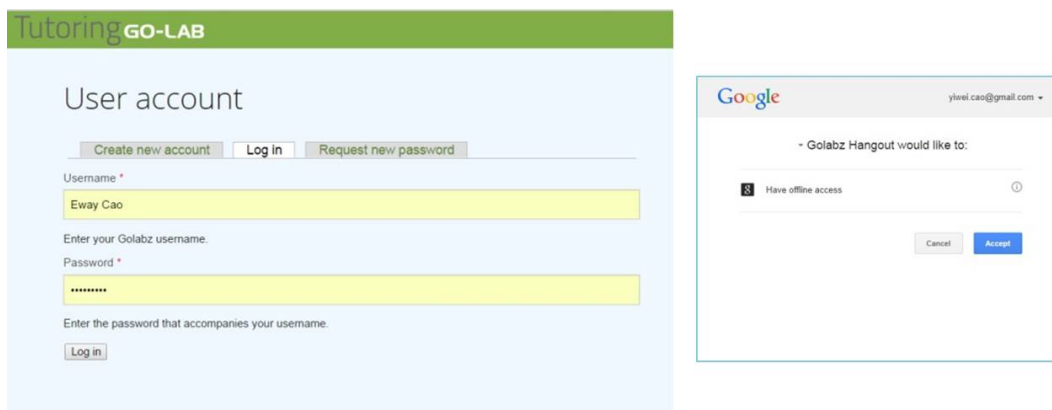 Tutoring GO-LAB
User account
Create new account Log in Request new password
Username *
Eway Cao
Enter your Golabz username.
Password *
•••••••••
Enter the password that accompanies your username.
Log in
Google yiwei.cao@gmail.com
Golabz Hangout would like to:
8 Have offline access
Cancel Accept